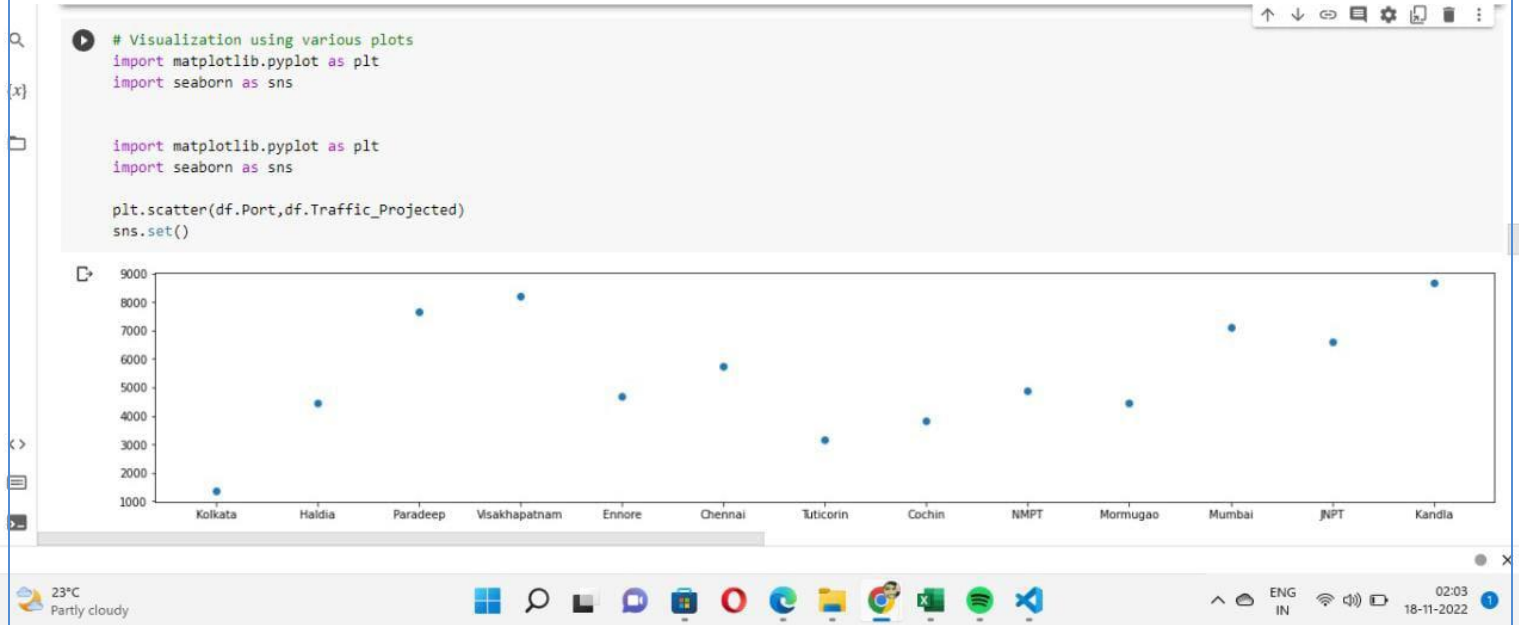 # Visualization using various plots
import matplotlib.pyplot as plt
import seaborn as sns
{x}
import matplotlib.pyplot as plt
import seaborn as sns
plt.scatter(df.Port,df.Traffic_Projected)
sns.set()
9000
8000
7000
6000
5000
4000
3000
2000
1000
Kolkata Haldia Paradeep Visakhapatnam Ennore Chennai Tuticorin Cochin NMPT Mormugao Mumbai JNPT Kandla
23°C
Partly cloudy
ENG
IN
02:03
18-11-2022
1